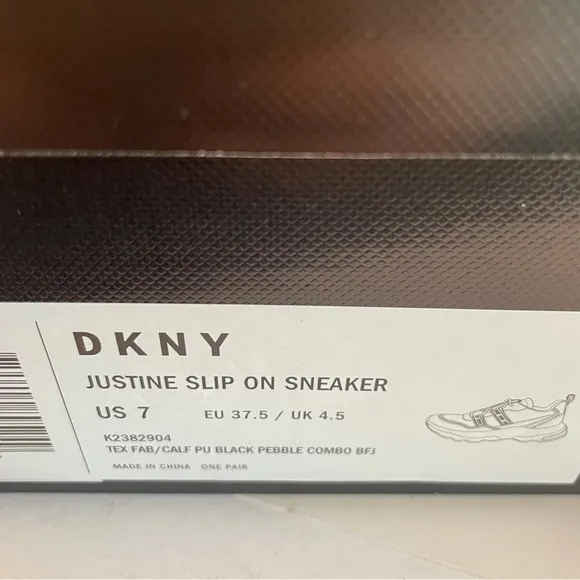 DKNY
JUSTINE SLIP ON SNEAKER
US 7 EU 37.5 / UK 4.5
K2382904
TEX FAB/CALF PU BLACK PEBBLE COMBO BFJ
MADE IN CHINA ONE PAIR